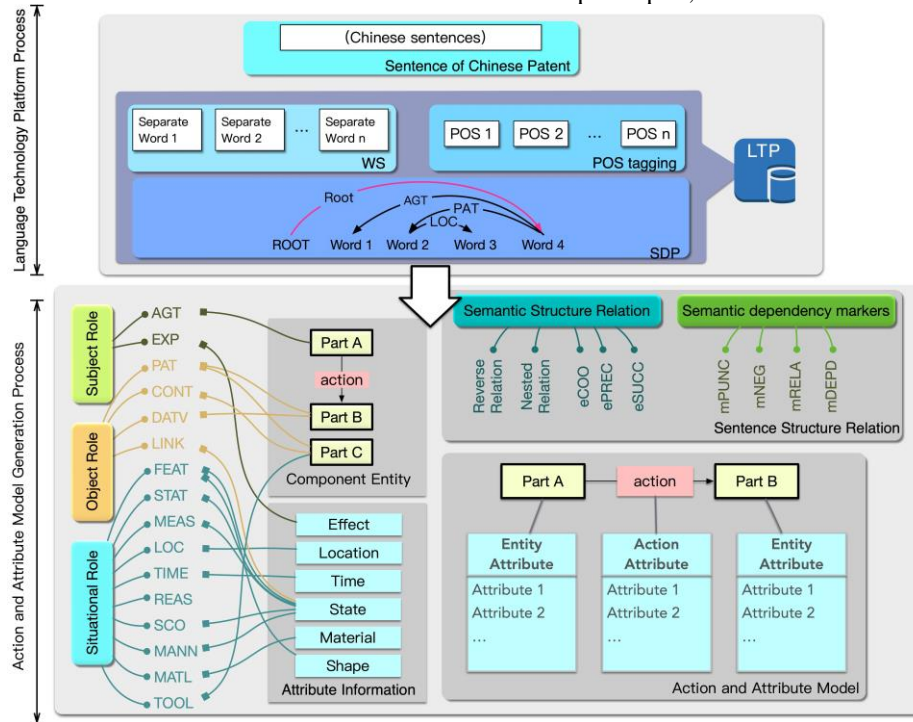 Language Technology Platform Process
(Chinese sentences)
Sentence of Chinese Patent
Separate
Word 1
Separate
Word 2
...
Separate
Word n
WS
POS 1
POS 2
...
POS n
POS tagging
LTP
Root
AGT
PAT
LOC
ROOT
Word 1
Word 2
Word 3
Word 4
SDP
Action and Attribute Model Generation Process
Subject Role
Object Role
Situational Role
AGT
EXP
PAT
CONT
DATV
LINK
FEAT
STAT
MEAS
LOC
TIME
REAS
SCO
MANN
MATL
TOOL
Part A
action
Part B
Part C
Component Entity
Effect
Location
Time
State
Material
Shape
Attribute Information
Semantic Structure Relation
Reverse
Relation
Nested
Relation
eCOO
ePREC
eSUCC
Semantic dependency markers
mPUNC
mNEG
mRELA
mDEPD
Sentence Structure Relation
Part A
action
Part B
Entity
Attribute
Attribute 1
Attribute 2
...
Action
Attribute
Attribute 1
Attribute 2
...
Entity
Attribute
Attribute 1
Attribute 2
...
Action and Attribute Model